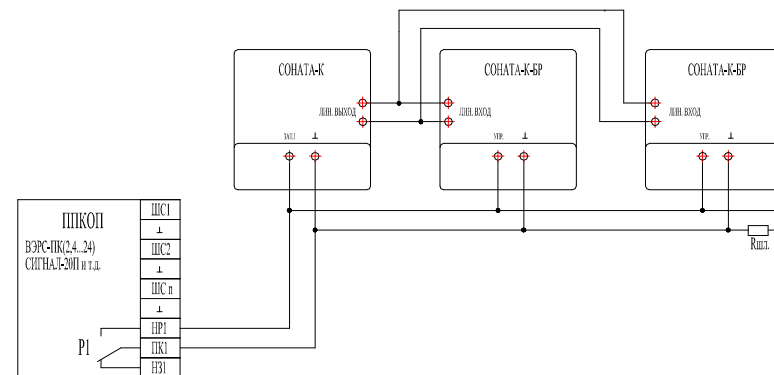 СОНАТА-К
СОНАТА-К-БР
СОНАТА-К-БР
ЛИН. ВЫХОД
ЛИН. ВХОД
ЛИН. ВХОД
ЗАП.1 ⊥
УПР. ⊥
УПР. ⊥
Rшл.
ППКОП
ВЭРС-ПК(2,4...24)
СИГНАЛ-20П и т.д.
ШС1
⊥
ШС2
⊥
ШС n
⊥
НР1
ПК1
НЗ1
Р1